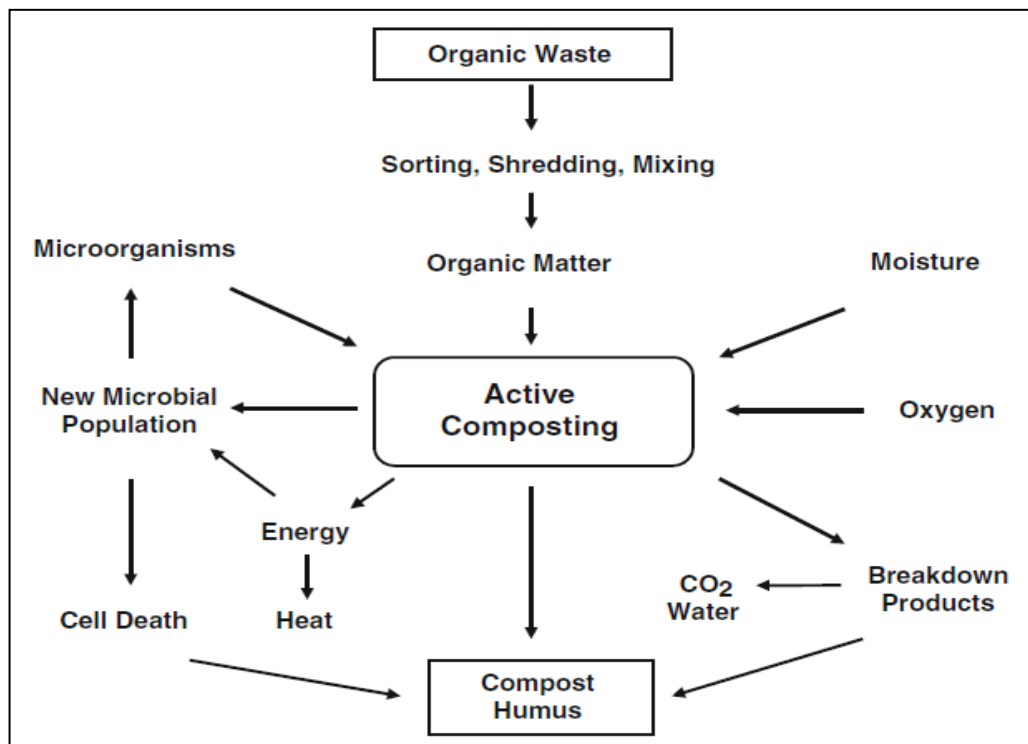 Organic Waste
Sorting, Shredding, Mixing
Microorganisms
Organic Matter
Moisture
New Microbial
Population
Active
Composting
Oxygen
Energy
CO₂
Water
Breakdown
Products
Cell Death
Heat
Compost
Humus